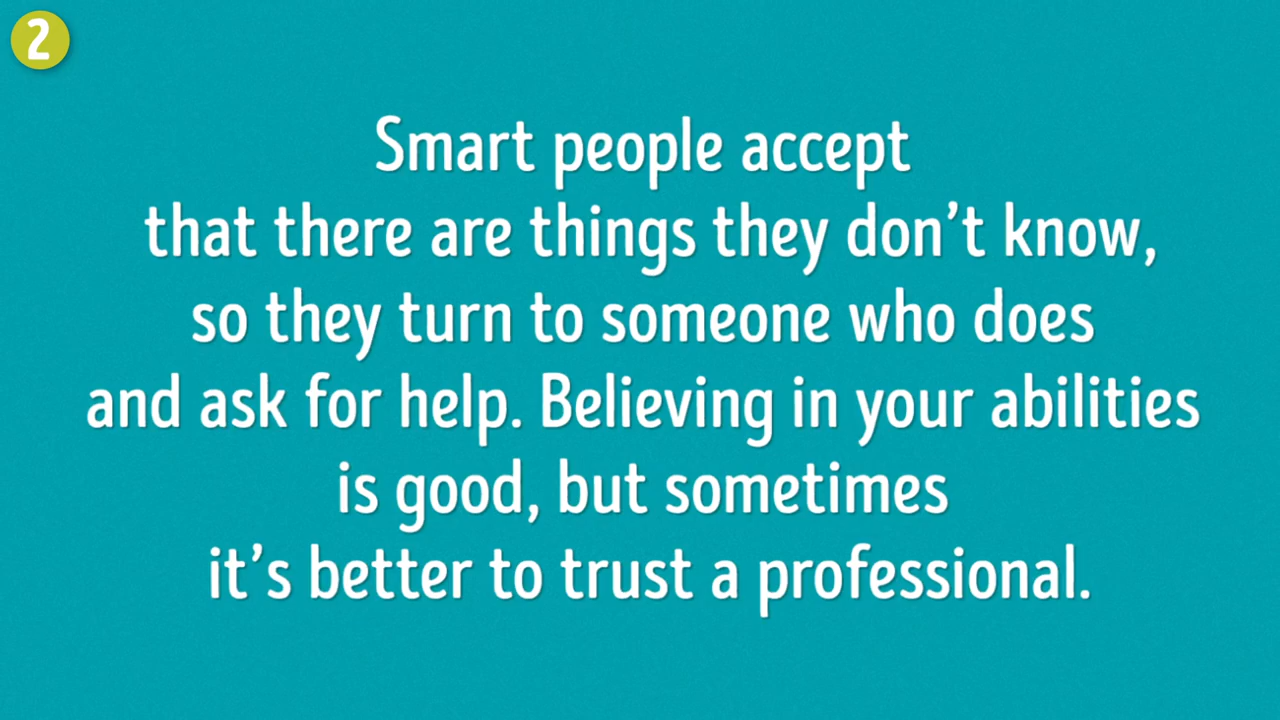 2
Smart people accept
that there are things they don’t know,
so they turn to someone who does
and ask for help. Believing in your abilities
is good, but sometimes
it’s better to trust a professional.